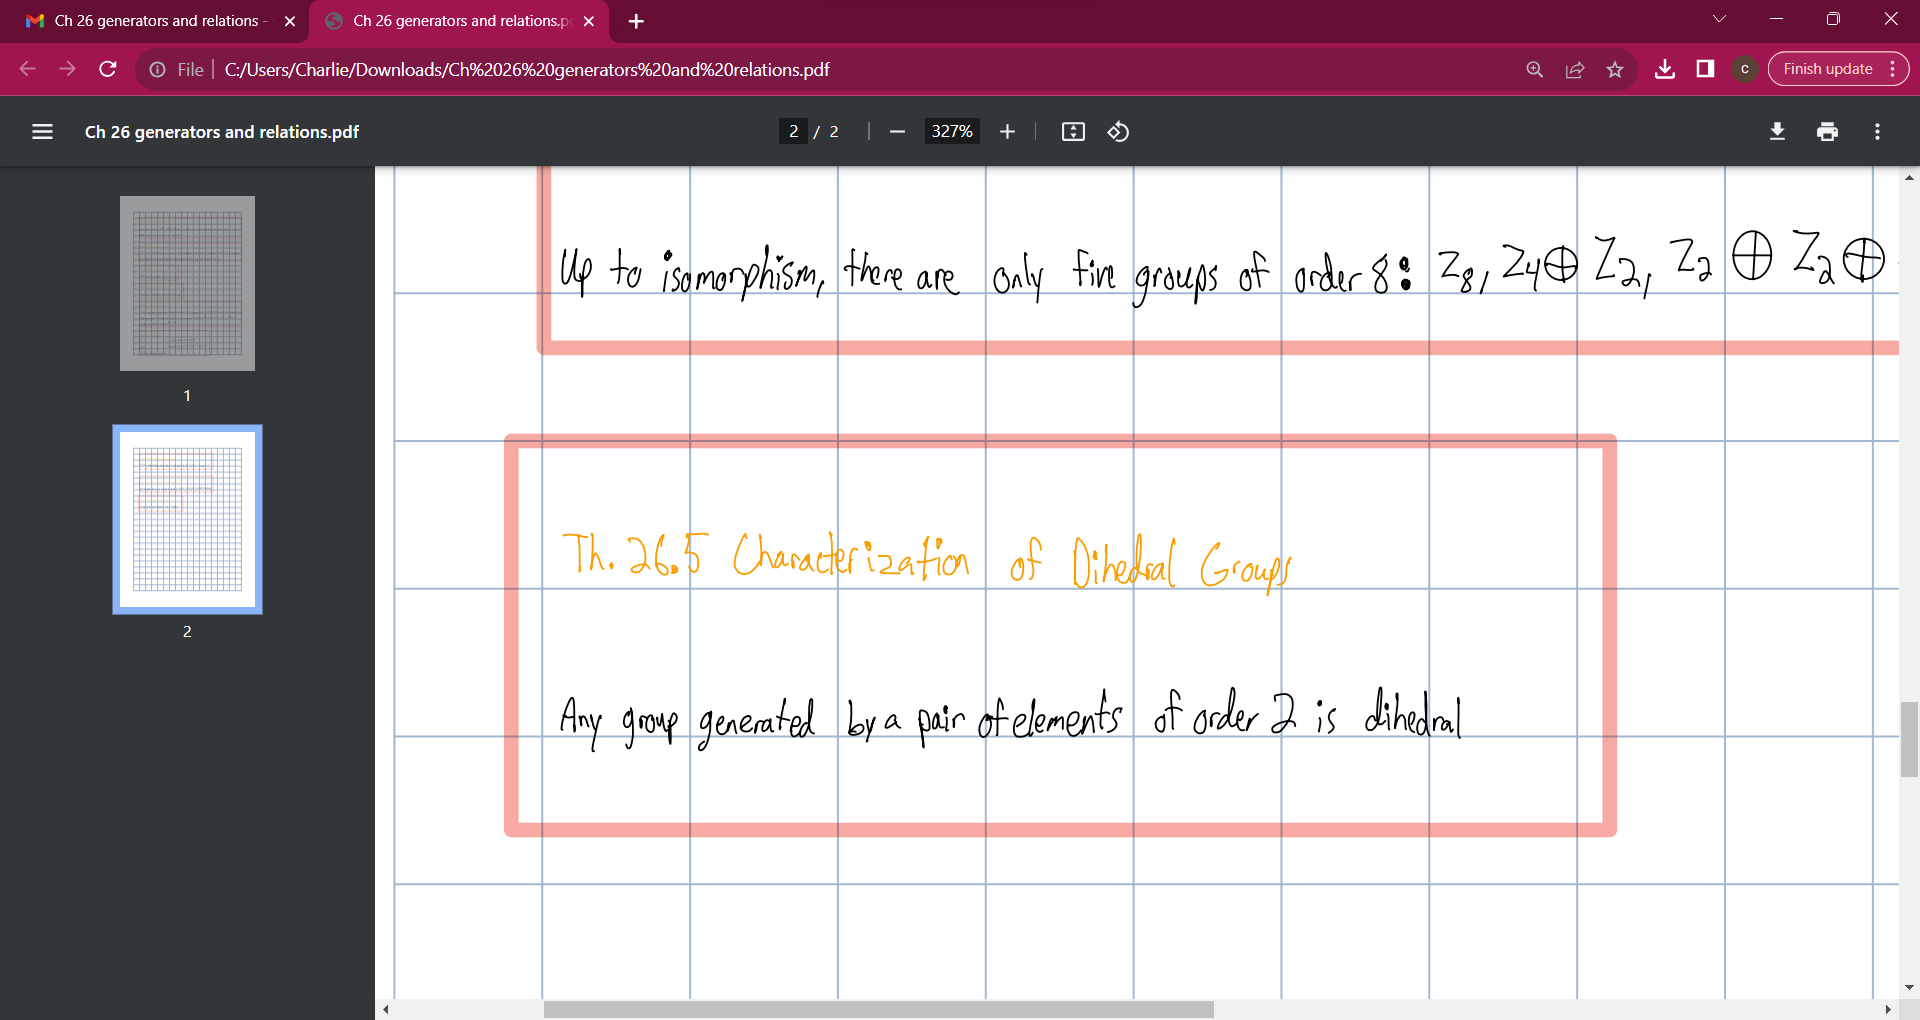 Ch 26 generators and relations -
Ch 26 generators and relations.p
File
C:/Users/Charlie/Downloads/Ch%2026%20generators%20and%20relations.pdf
C
Finish update
Ch 26 generators and relations.pdf
2 / 2
327%
1
2
Up to isomorphism, there are only five groups of order 8: Z₈, Z₄⊕Z₂, Z₂ ⊕ Z₂⊕
Th. 26.5 Characterization of Dihedral Groups
Any group generated by a pair of elements of order 2 is dihedral